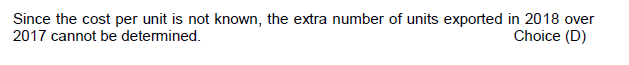 Since the cost per unit is not known, the extra number of units exported in 2018 over
2017 cannot be determined. Choice (D)